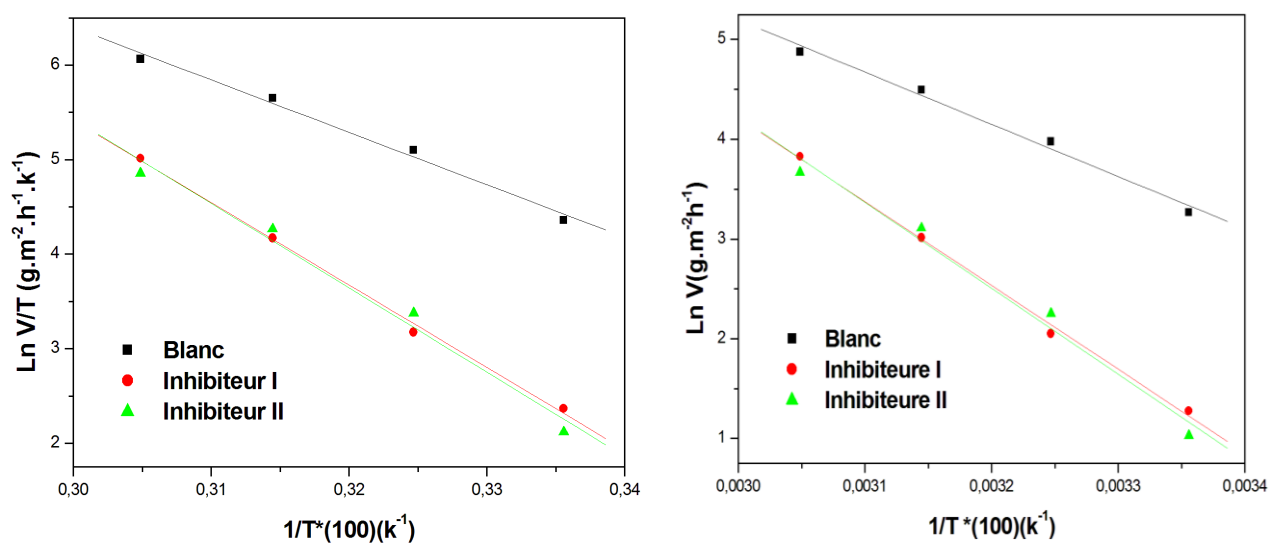 Ln V/T (g.m⁻².h⁻¹.k⁻¹)
6
5
4
3
2
Blanc
Inhibiteur I
Inhibiteur II
0,30
0,31
0,32
0,33
0,34
1/T*(100)(k⁻¹)
Ln V(g.m⁻²h⁻¹)
5
4
3
2
1
Blanc
Inhibiteure I
Inhibiteure II
0,0030
0,0031
0,0032
0,0033
0,0034
1/T *(100)(k⁻¹)